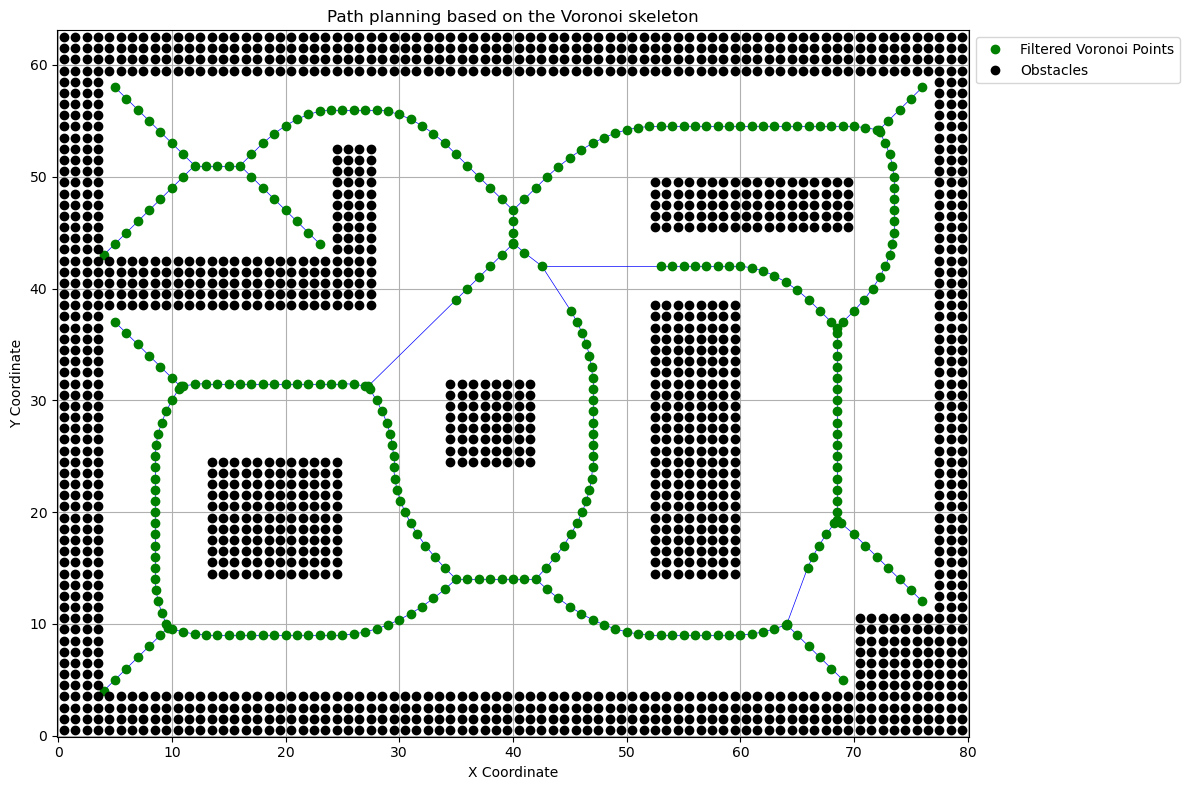 Path planning based on the Voronoi skeleton
Filtered Voronoi Points
Obstacles
Y Coordinate
60
50
40
30
20
10
0
0 10 20 30 40 50 60 70 80
X Coordinate